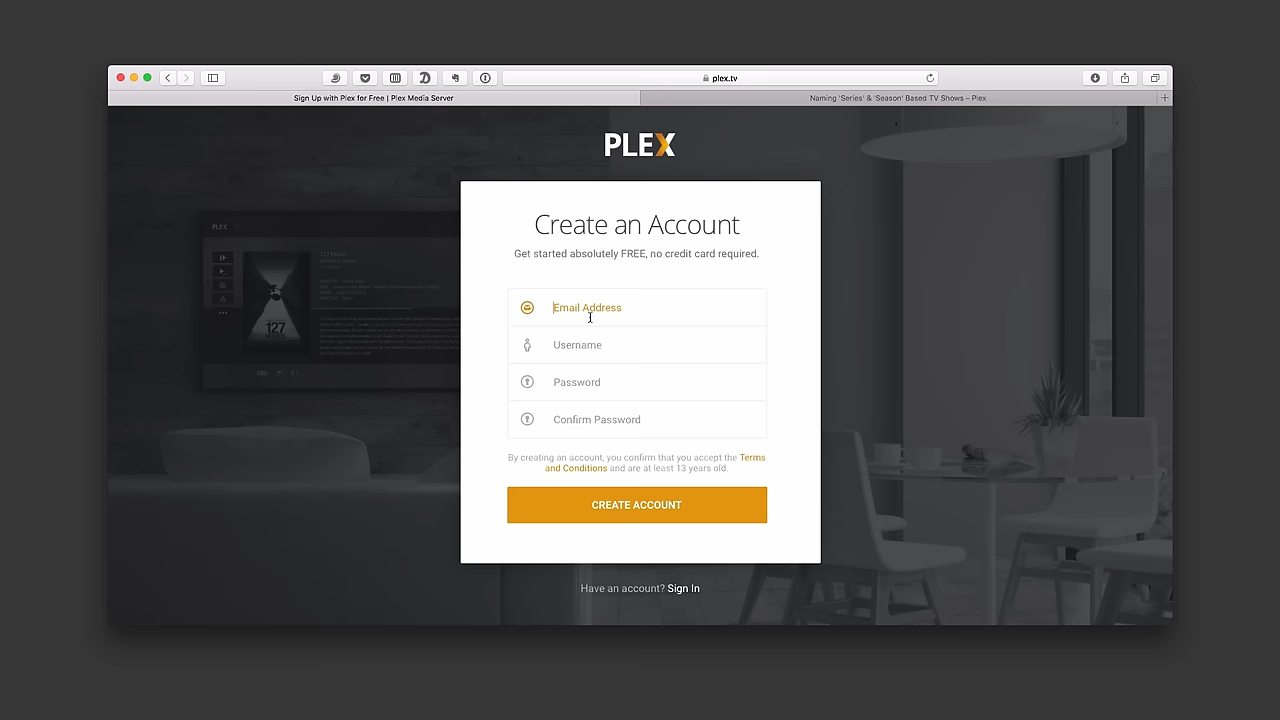 plex.tv
Sign Up with Plex for Free | Plex Media Server
Naming 'Series' & 'Season' Based TV Shows – Plex
PLEX
Create an Account
Get started absolutely FREE, no credit card required.
Email Address
Username
Password
Confirm Password
By creating an account, you confirm that you accept the Terms
and Conditions and are at least 13 years old.
CREATE ACCOUNT
Have an account? Sign In
PLEX
127